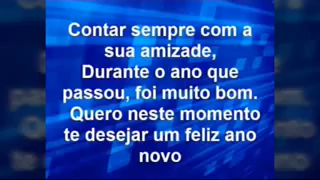 Contar sempre com a
sua amizade,
Durante o ano que
passou, foi muito bom.
Quero neste momento
te desejar um feliz ano
novo